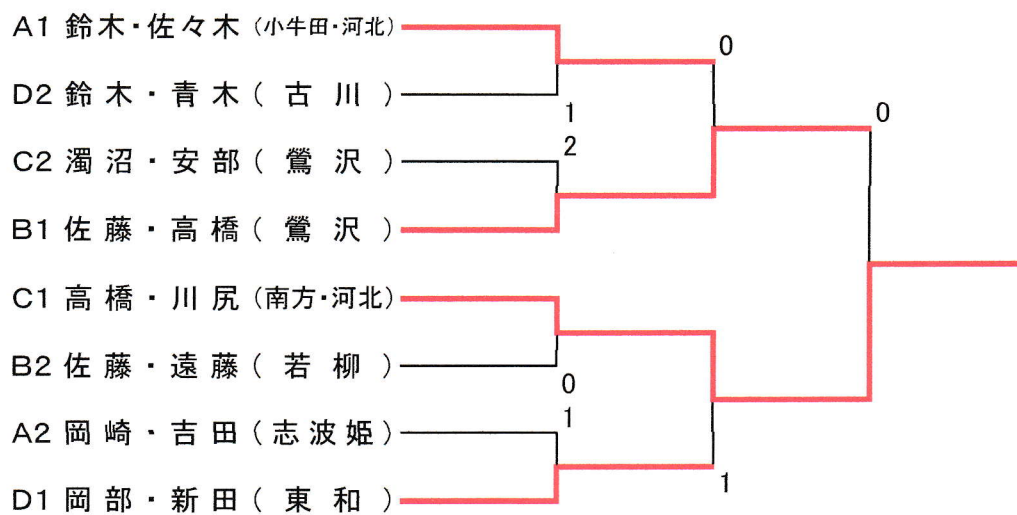 A1 鈴木・佐々木 (小牛田・河北)
0
D2 鈴木・青木 (古川)
1
0
C2 濁沼・安部 (鶯沢)
2
B1 佐藤・高橋 (鶯沢)
C1 高橋・川尻 (南方・河北)
B2 佐藤・遠藤 (若柳)
0
A2 岡崎・吉田 (志波姫)
1
D1 岡部・新田 (東和)
1